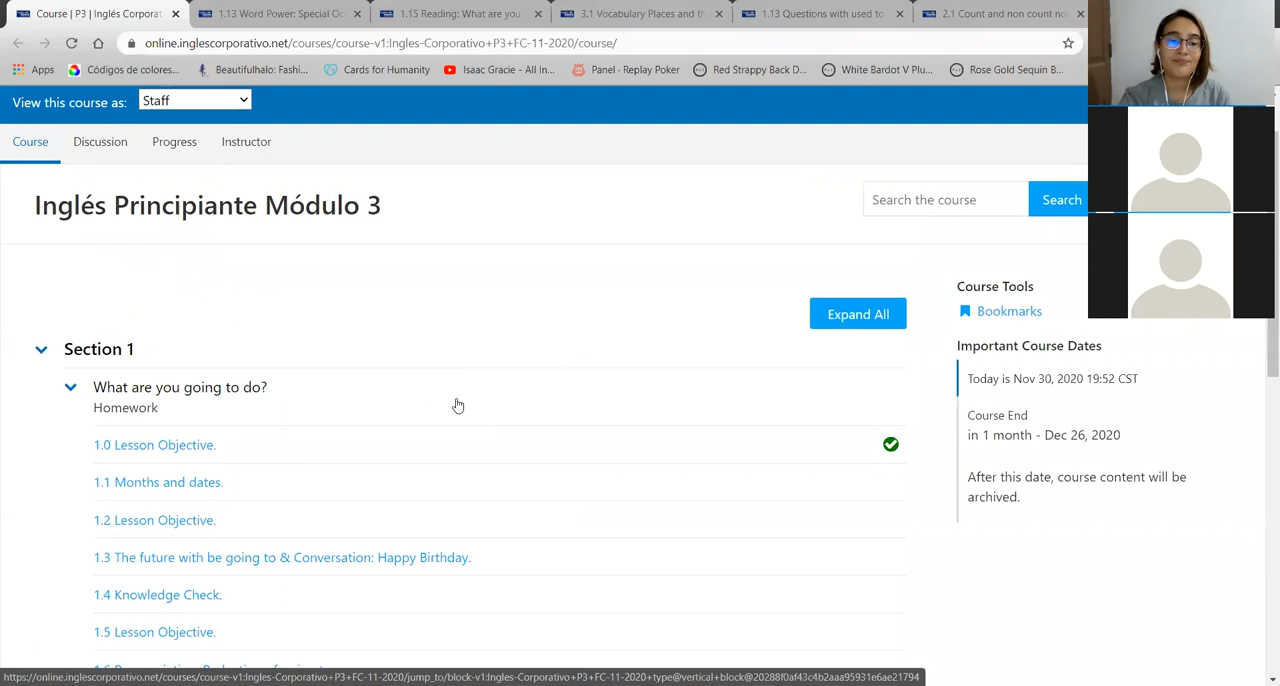 Course | P3 | Inglés Corporat
1.13 Word Power: Special Oc
1.15 Reading: What are you
3.1 Vocabulary Places and th
1.13 Questions with used to
2.1 Count and non count no
online.inglescorporativo.net/courses/course-v1:Ingles-Corporativo+P3+FC-11-2020/course/
Apps
Códigos de colores...
Beautifulhalo: Fashi...
Cards for Humanity
Isaac Gracie - All In...
Panel - Replay Poker
Red Strappy Back D...
White Bardot V Plu...
Rose Gold Sequin B...
View this course as:
Staff
Course
Discussion
Progress
Instructor
Inglés Principiante Módulo 3
Search the course
Search
Expand All
Section 1
What are you going to do?
Homework
1.0 Lesson Objective.
1.1 Months and dates.
1.2 Lesson Objective.
1.3 The future with be going to & Conversation: Happy Birthday.
1.4 Knowledge Check.
1.5 Lesson Objective.
Course Tools
Bookmarks
Important Course Dates
Today is Nov 30, 2020 19:52 CST
Course End
in 1 month - Dec 26, 2020
After this date, course content will be
archived.
https://online.inglescorporativo.net/courses/course-v1:Ingles-Corporativo+P3+FC-11-2020/jump_to/block-v1:Ingles-Corporativo+P3+FC-11-2020+type@vertical+block@20288f0af43c4b2aaa95931e6ae21794